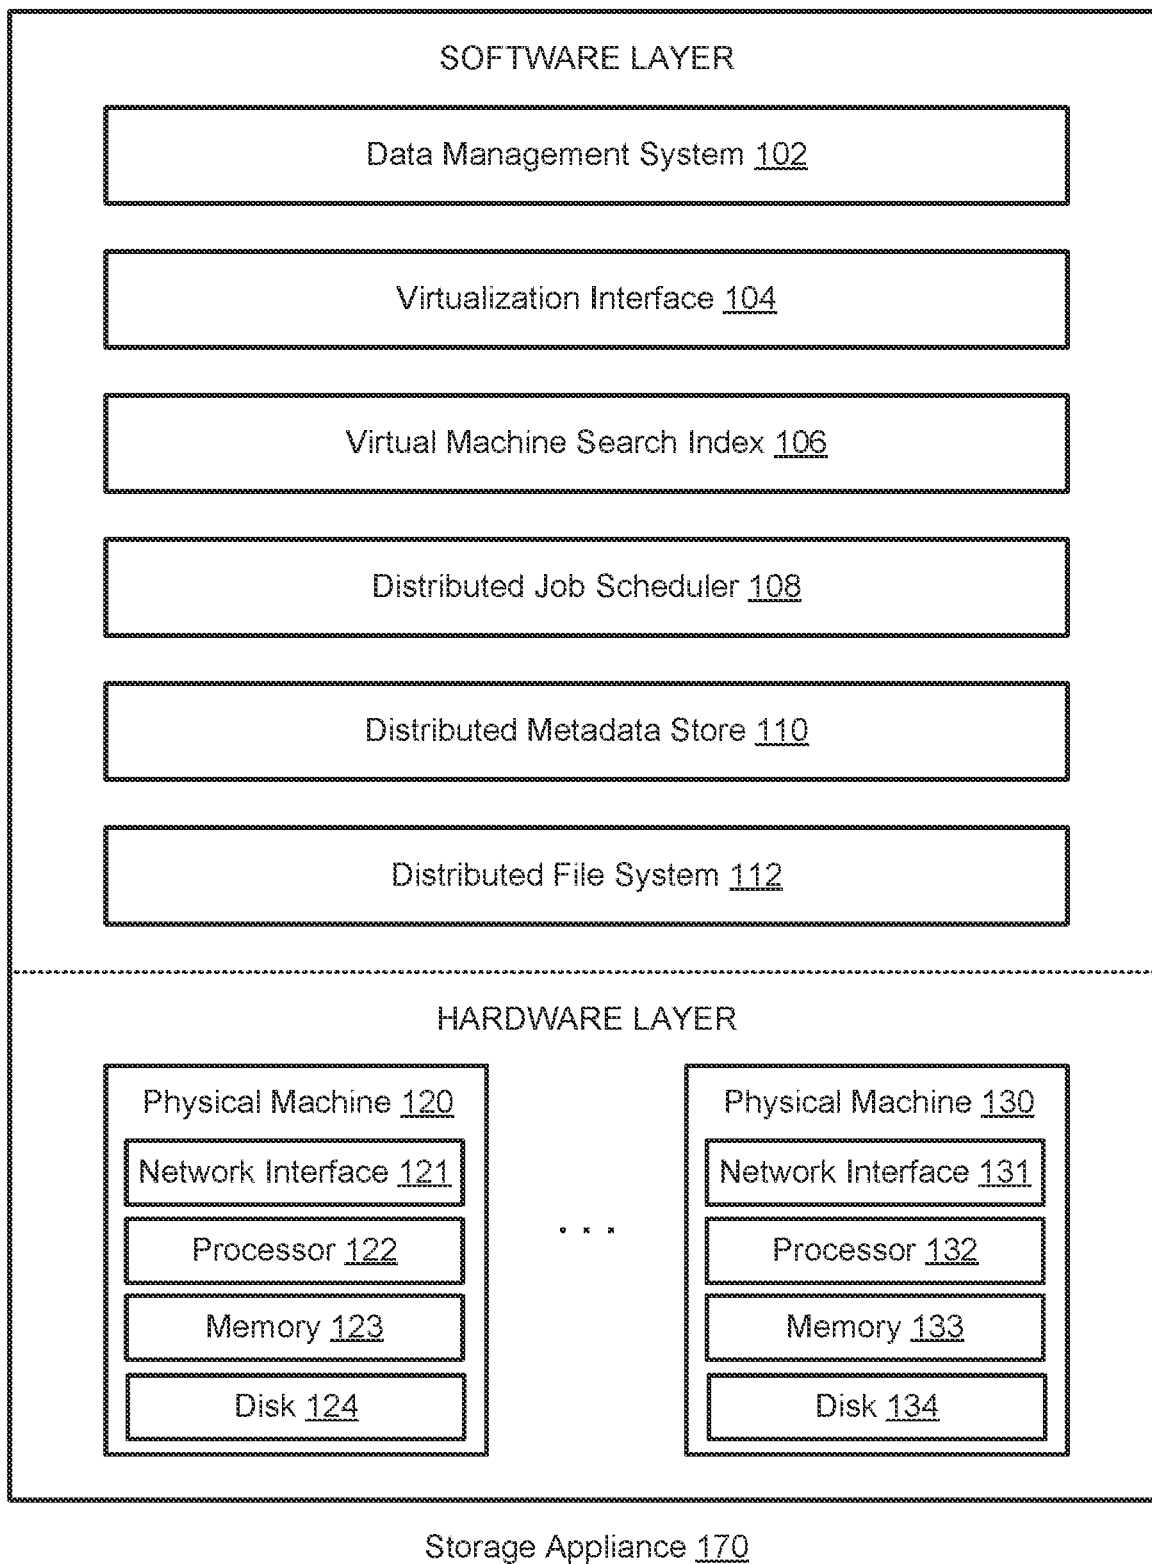 SOFTWARE LAYER
Data Management System 102
Virtualization Interface 104
Virtual Machine Search Index 106
Distributed Job Scheduler 108
Distributed Metadata Store 110
Distributed File System 112
HARDWARE LAYER
Physical Machine 120
Network Interface 121
Processor 122
Memory 123
Disk 124
. . .
Physical Machine 130
Network Interface 131
Processor 132
Memory 133
Disk 134
Storage Appliance 170